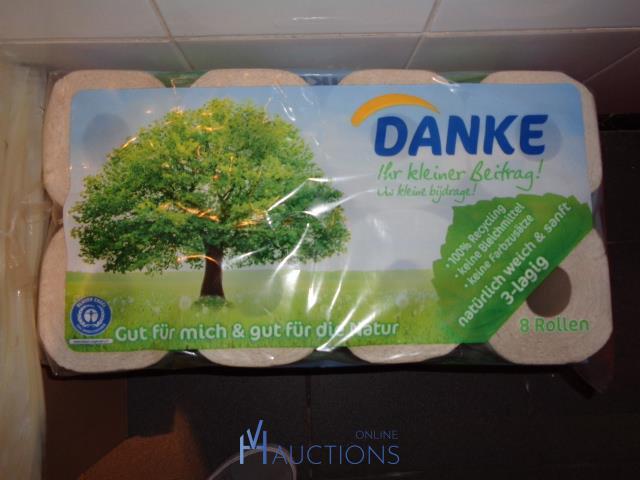 DANKE
Ihr kleiner Beitrag!
Uw kleine bijdrage!
• 100% Recycling
• keine Bleichmittel
• keine Farbzusätze
natürlich weich & sanft
3-lagig
8 Rollen
Gut für mich & gut für die Natur
HVH ONLINE
AUCTIONS